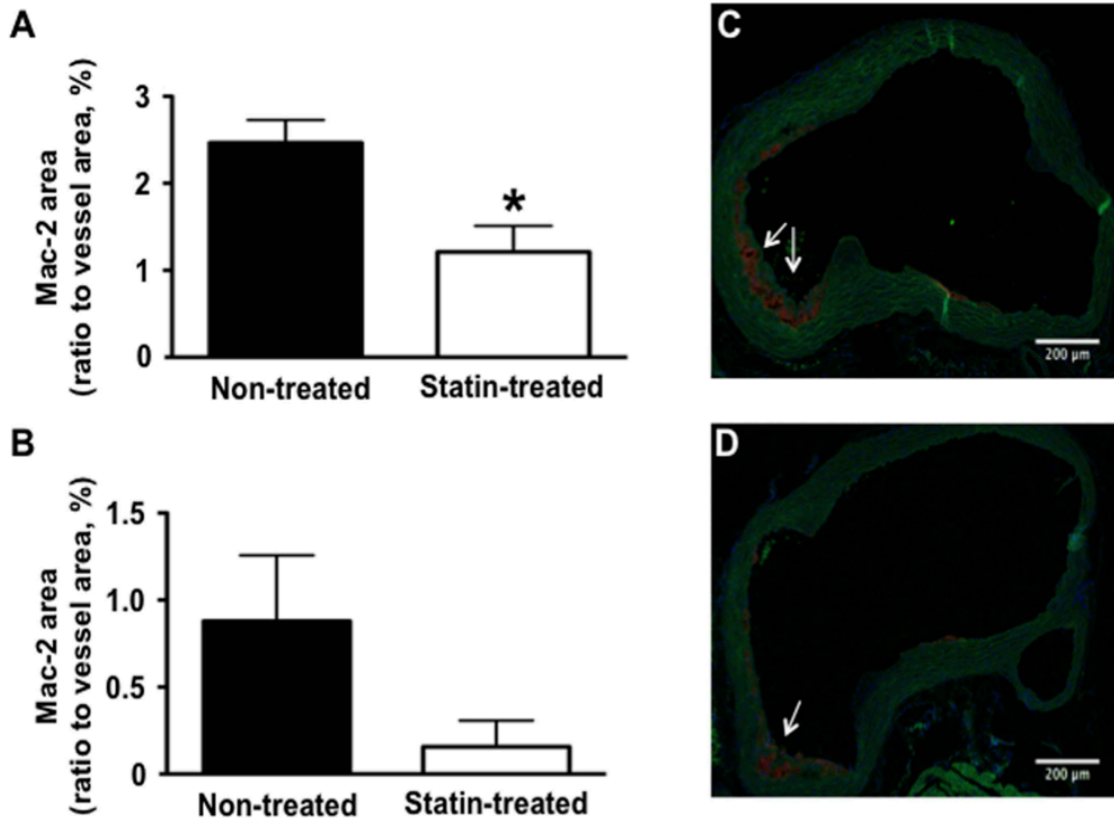 A
Mac-2 area
(ratio to vessel area, %)
3
2
1
0
*
Non-treated
Statin-treated
B
Mac-2 area
(ratio to vessel area, %)
1.5
1.0
0.5
0
Non-treated
Statin-treated
C
200 µm
D
200 µm